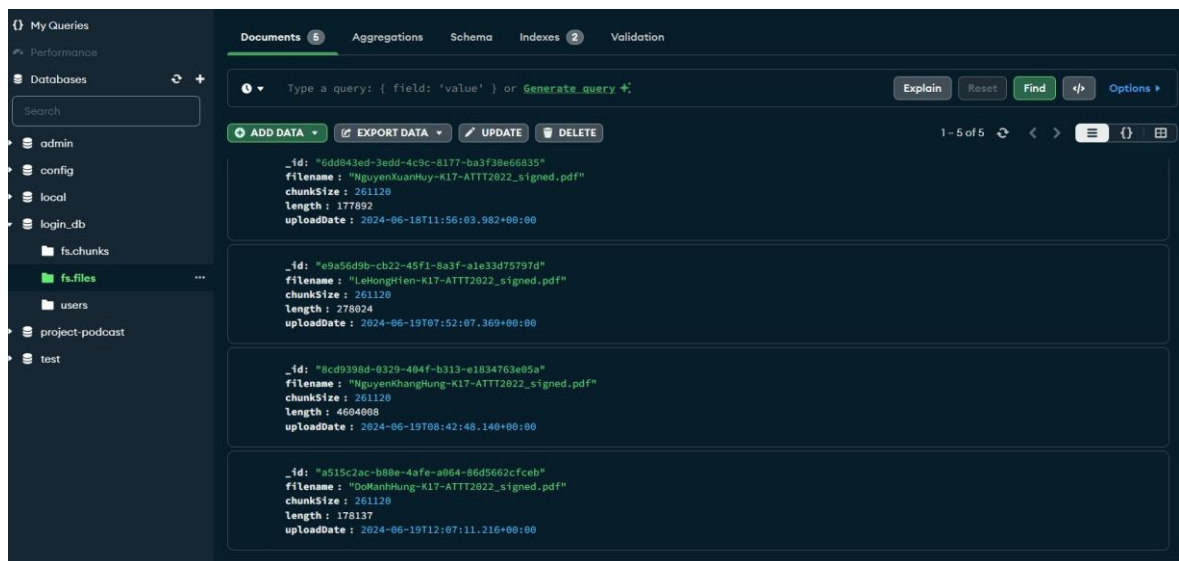 {} My Queries
Performance
Databases
Search
admin
config
local
login_db
fs.chunks
fs.files
users
project-podcast
test
Documents 5 Aggregations Schema Indexes 2 Validation
Type a query: { field: 'value' } or Generate query
Explain Reset Find </> Options
ADD DATA EXPORT DATA UPDATE DELETE 1 – 5 of 5 {}
_id: "6dd043ed-3edd-4c9c-8177-ba3f30e66835"
filename : "NguyenXuanHuy-K17-ATTT2022_signed.pdf"
chunkSize : 261120
length : 177892
uploadDate : 2024-06-18T11:56:03.982+00:00
_id: "e9a56d9b-cb22-45f1-8a3f-a1e33d75797d"
filename : "LeHongHien-K17-ATTT2022_signed.pdf"
chunkSize : 261120
length : 278024
uploadDate : 2024-06-19T07:52:07.369+00:00
_id: "8cd9398d-0329-404f-b313-e1834763e05a"
filename : "NguyenKhangHung-K17-ATTT2022_signed.pdf"
chunkSize : 261120
length : 4604008
uploadDate : 2024-06-19T08:42:48.140+00:00
_id: "a515c2ac-b80e-4afe-a064-86d5662cfceb"
filename : "DoManhHung-K17-ATTT2022_signed.pdf"
chunkSize : 261120
length : 178137
uploadDate : 2024-06-19T12:07:11.216+00:00